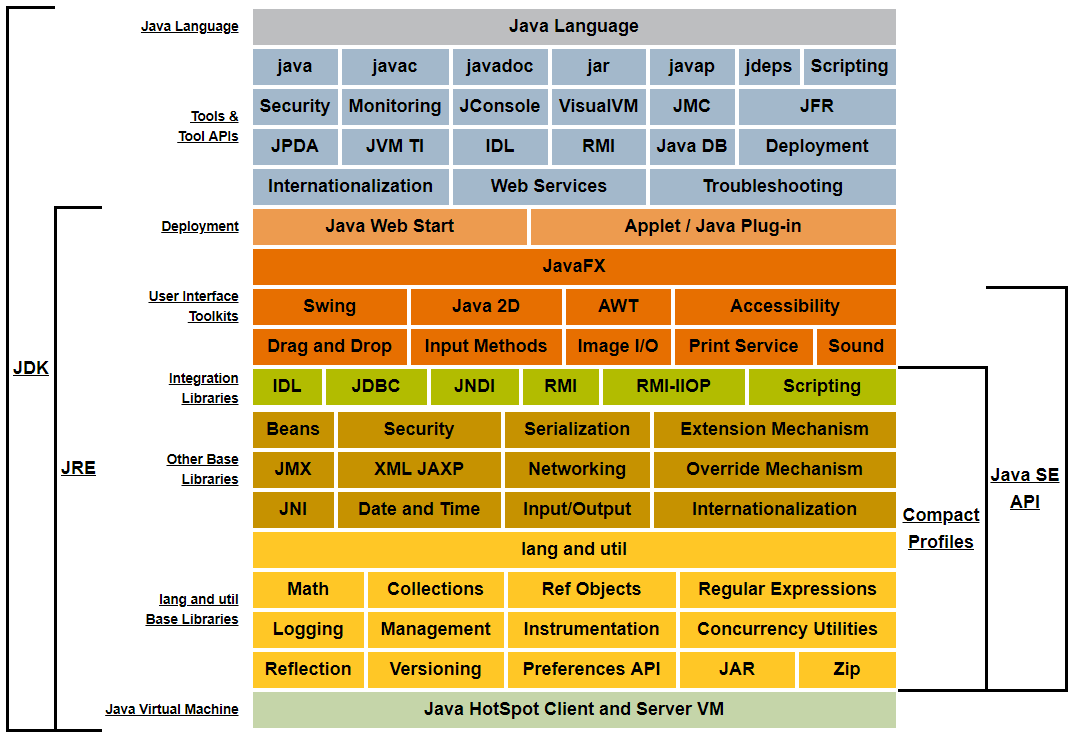 Java Language
Java Language
java javac javadoc jar javap jdeps Scripting
Tools &
Tool APIs
Security Monitoring JConsole VisualVM JMC JFR
JPDA JVM TI IDL RMI Java DB Deployment
Internationalization Web Services Troubleshooting
Deployment
Java Web Start Applet / Java Plug-in
JavaFX
User Interface
Toolkits
Swing Java 2D AWT Accessibility
Drag and Drop Input Methods Image I/O Print Service Sound
Integration
Libraries
IDL JDBC JNDI RMI RMI-IIOP Scripting
Other Base
Libraries
Beans Security Serialization Extension Mechanism
JMX XML JAXP Networking Override Mechanism
JNI Date and Time Input/Output Internationalization
lang and util
lang and util
Base Libraries
Math Collections Ref Objects Regular Expressions
Logging Management Instrumentation Concurrency Utilities
Reflection Versioning Preferences API JAR Zip
Java Virtual Machine
Java HotSpot Client and Server VM
JDK
JRE
Compact
Profiles
Java SE
API